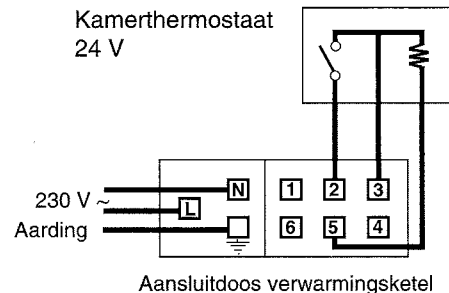 Kamerthermostaat
24 V
N 1 2 3
230 V ~ L
Aarding 6 5 4
Aansluitdoos verwarmingsketel